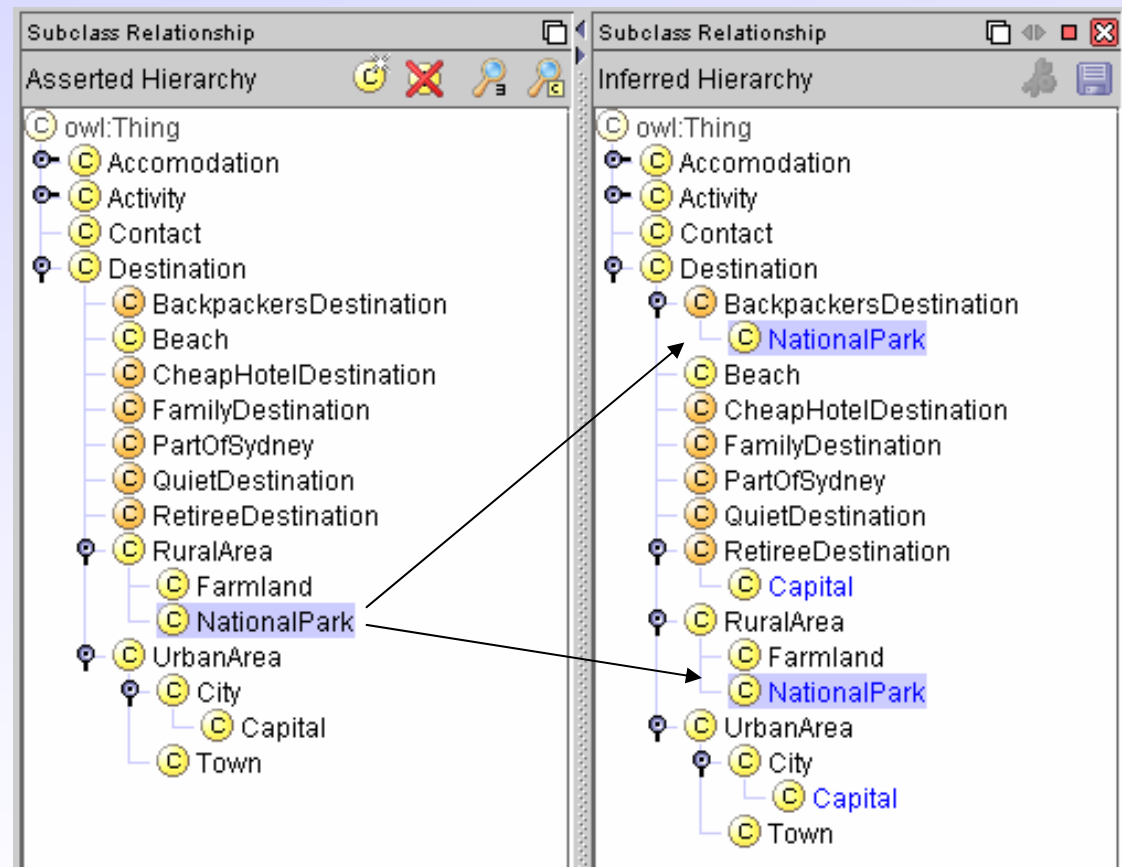 Subclass Relationship
Asserted Hierarchy
owl:Thing
Accomodation
Activity
Contact
Destination
BackpackersDestination
Beach
CheapHotelDestination
FamilyDestination
PartOfSydney
QuietDestination
RetireeDestination
RuralArea
Farmland
NationalPark
UrbanArea
City
Capital
Town
Subclass Relationship
Inferred Hierarchy
owl:Thing
Accomodation
Activity
Contact
Destination
BackpackersDestination
NationalPark
Beach
CheapHotelDestination
FamilyDestination
PartOfSydney
QuietDestination
RetireeDestination
Capital
RuralArea
Farmland
NationalPark
UrbanArea
City
Capital
Town